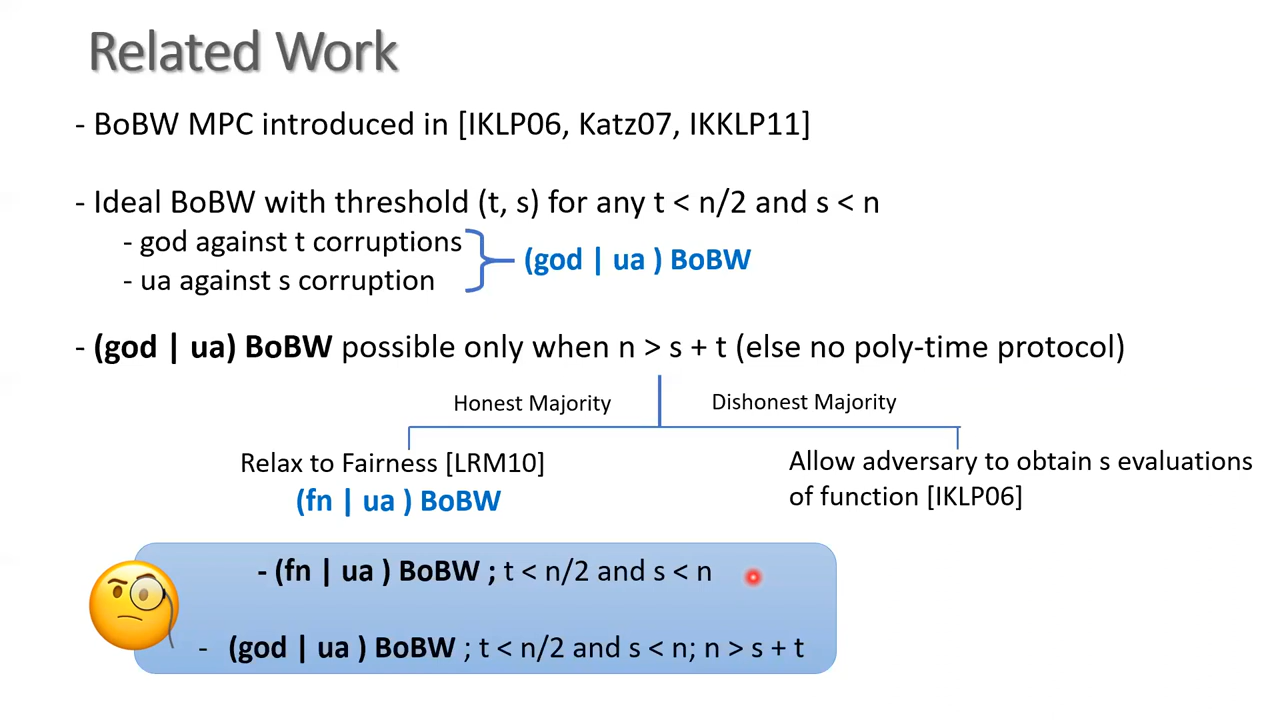 Related Work
- BoBW MPC introduced in [IKLP06, Katz07, IKKLP11]
- Ideal BoBW with threshold (t, s) for any t < n/2 and s < n
- god against t corruptions
- ua against s corruption
(god | ua ) BoBW
- (god | ua) BoBW possible only when n > s + t (else no poly-time protocol)
Honest Majority
Dishonest Majority
Relax to Fairness [LRM10]
(fn | ua ) BoBW
Allow adversary to obtain s evaluations
of function [IKLP06]
- (fn | ua ) BoBW ; t < n/2 and s < n
- (god | ua ) BoBW ; t < n/2 and s < n; n > s + t